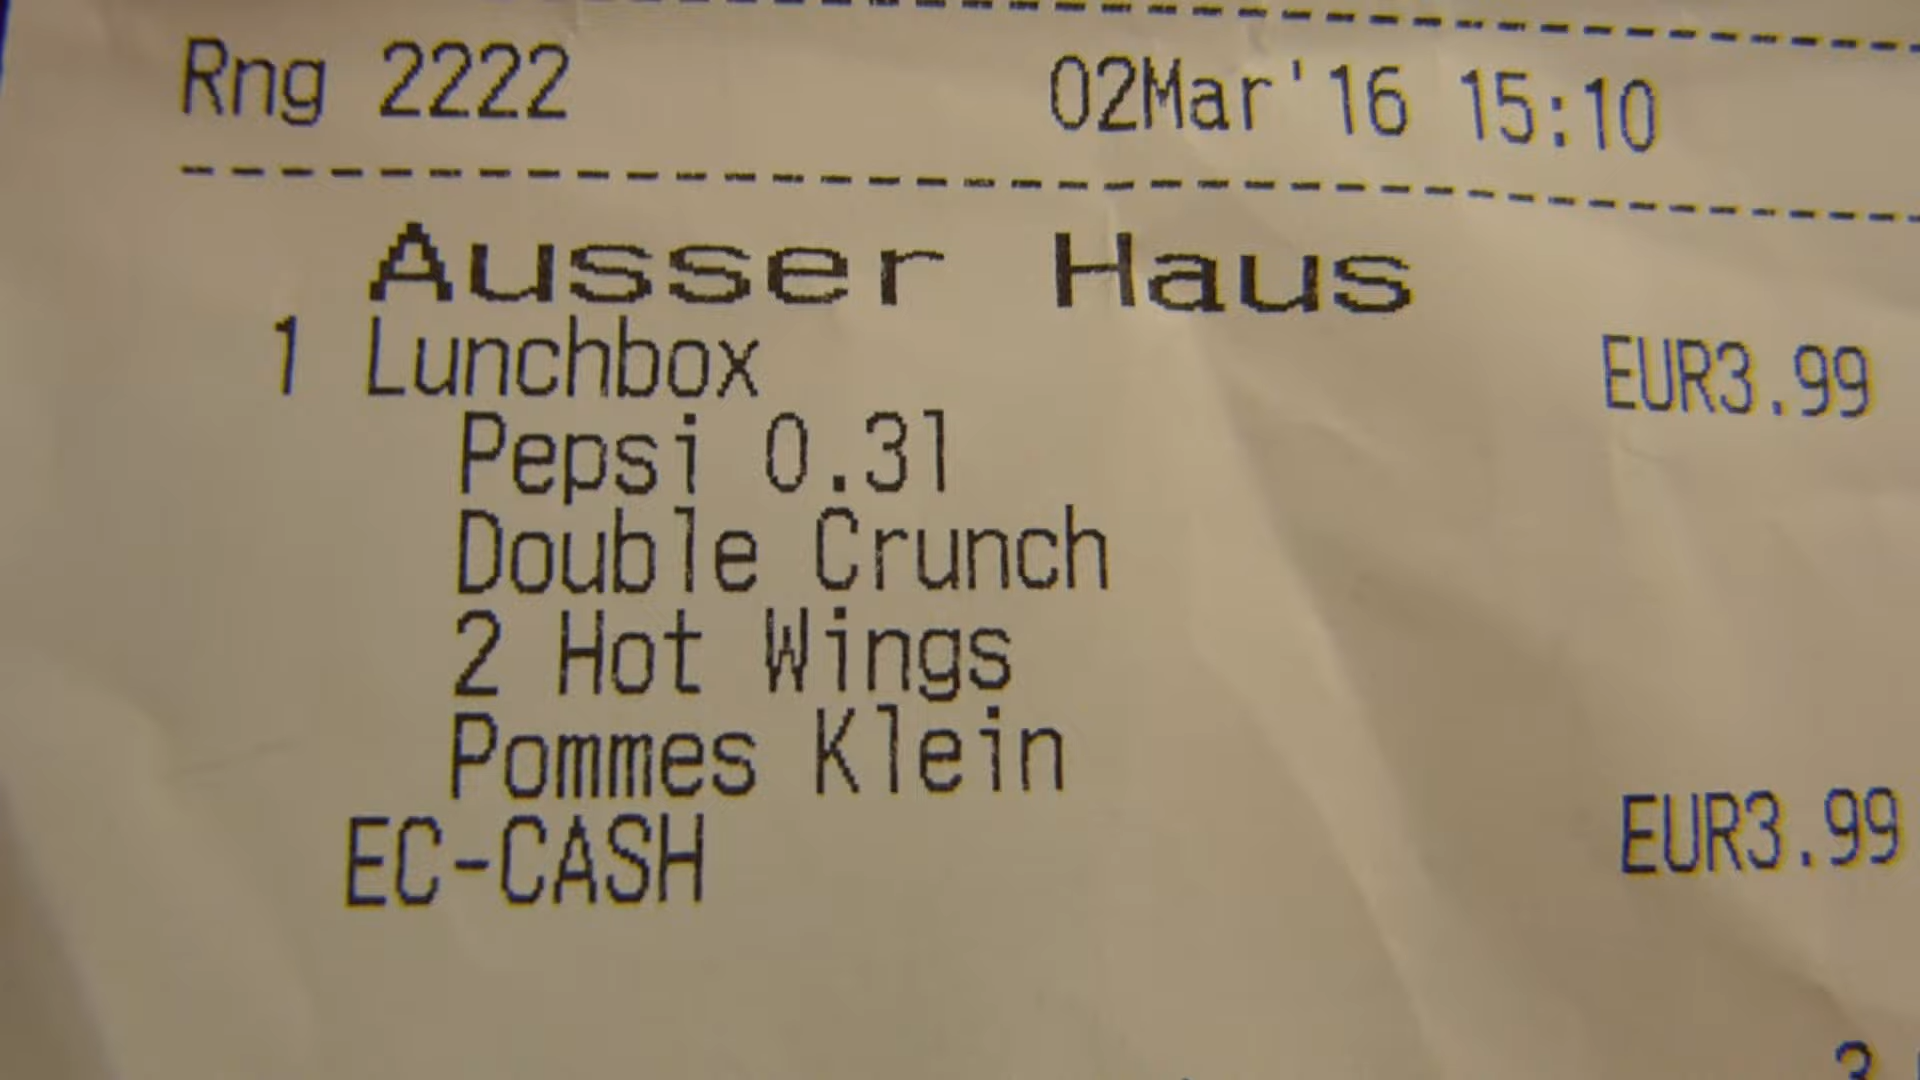 Rng 2222 02Mar'16 15:10
Ausser Haus
1 Lunchbox EUR3.99
Pepsi 0.3l
Double Crunch
2 Hot Wings
Pommes Klein
EC-CASH EUR3.99